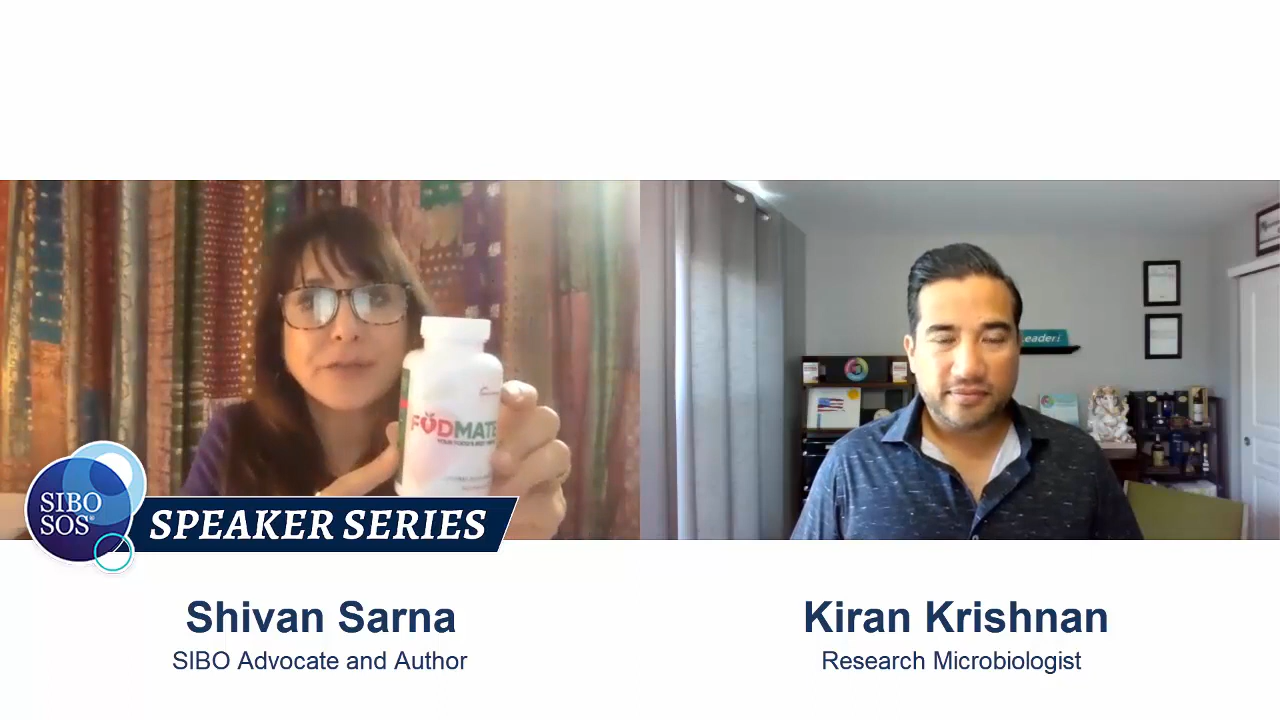 FODMATE
SIBO
SOS®
SPEAKER SERIES
Shivan Sarna
SIBO Advocate and Author
Kiran Krishnan
Research Microbiologist